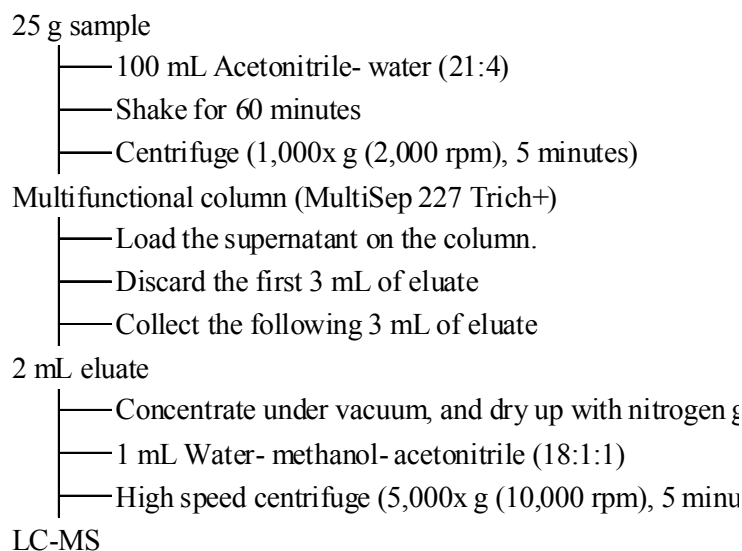 25 g sample
100 mL Acetonitrile- water (21:4)
Shake for 60 minutes
Centrifuge (1,000x g (2,000 rpm), 5 minutes)
Multifunctional column (MultiSep 227 Trich+)
Load the supernatant on the column.
Discard the first 3 mL of eluate
Collect the following 3 mL of eluate
2 mL eluate
Concentrate under vacuum, and dry up with nitrogen
1 mL Water- methanol- acetonitrile (18:1:1)
High speed centrifuge (5,000x g (10,000 rpm), 5
LC-MS